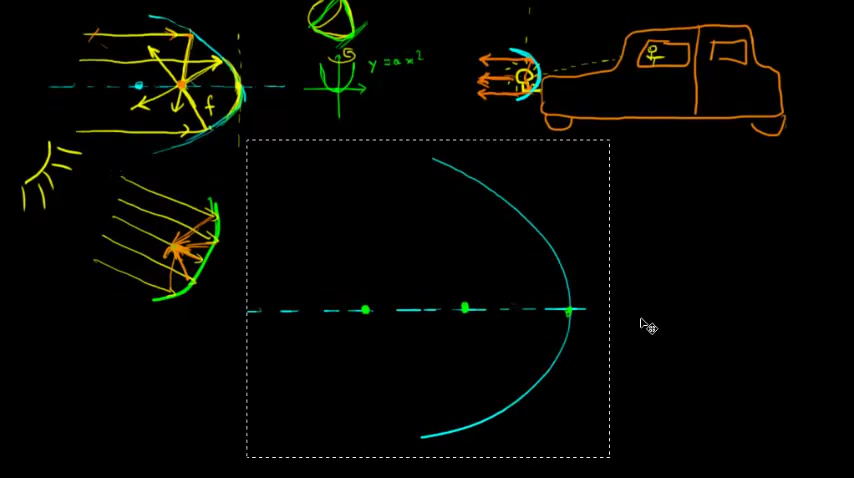 y = ax²
f